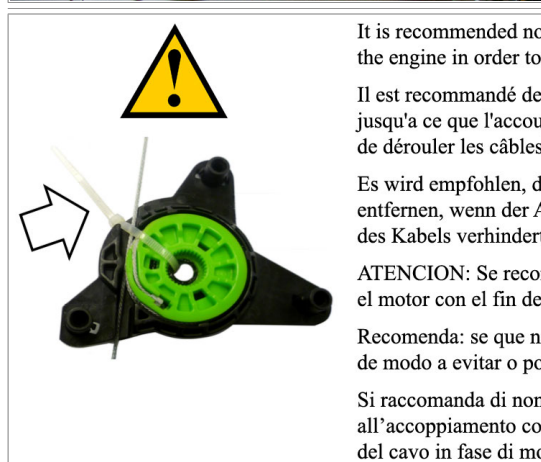 It is recommended no
the engine in order to
Il est recommandé de
jusqu'a ce que l'accou
de dérouler les câbles
Es wird empfohlen, d
entfernen, wenn der A
des Kabels verhindert
ATENCION: Se reco
el motor con el fin de
Recomenda: se que n
de modo a evitar o po
Si raccomanda di non
all’accoppiamento co
del cavo in fase di mo